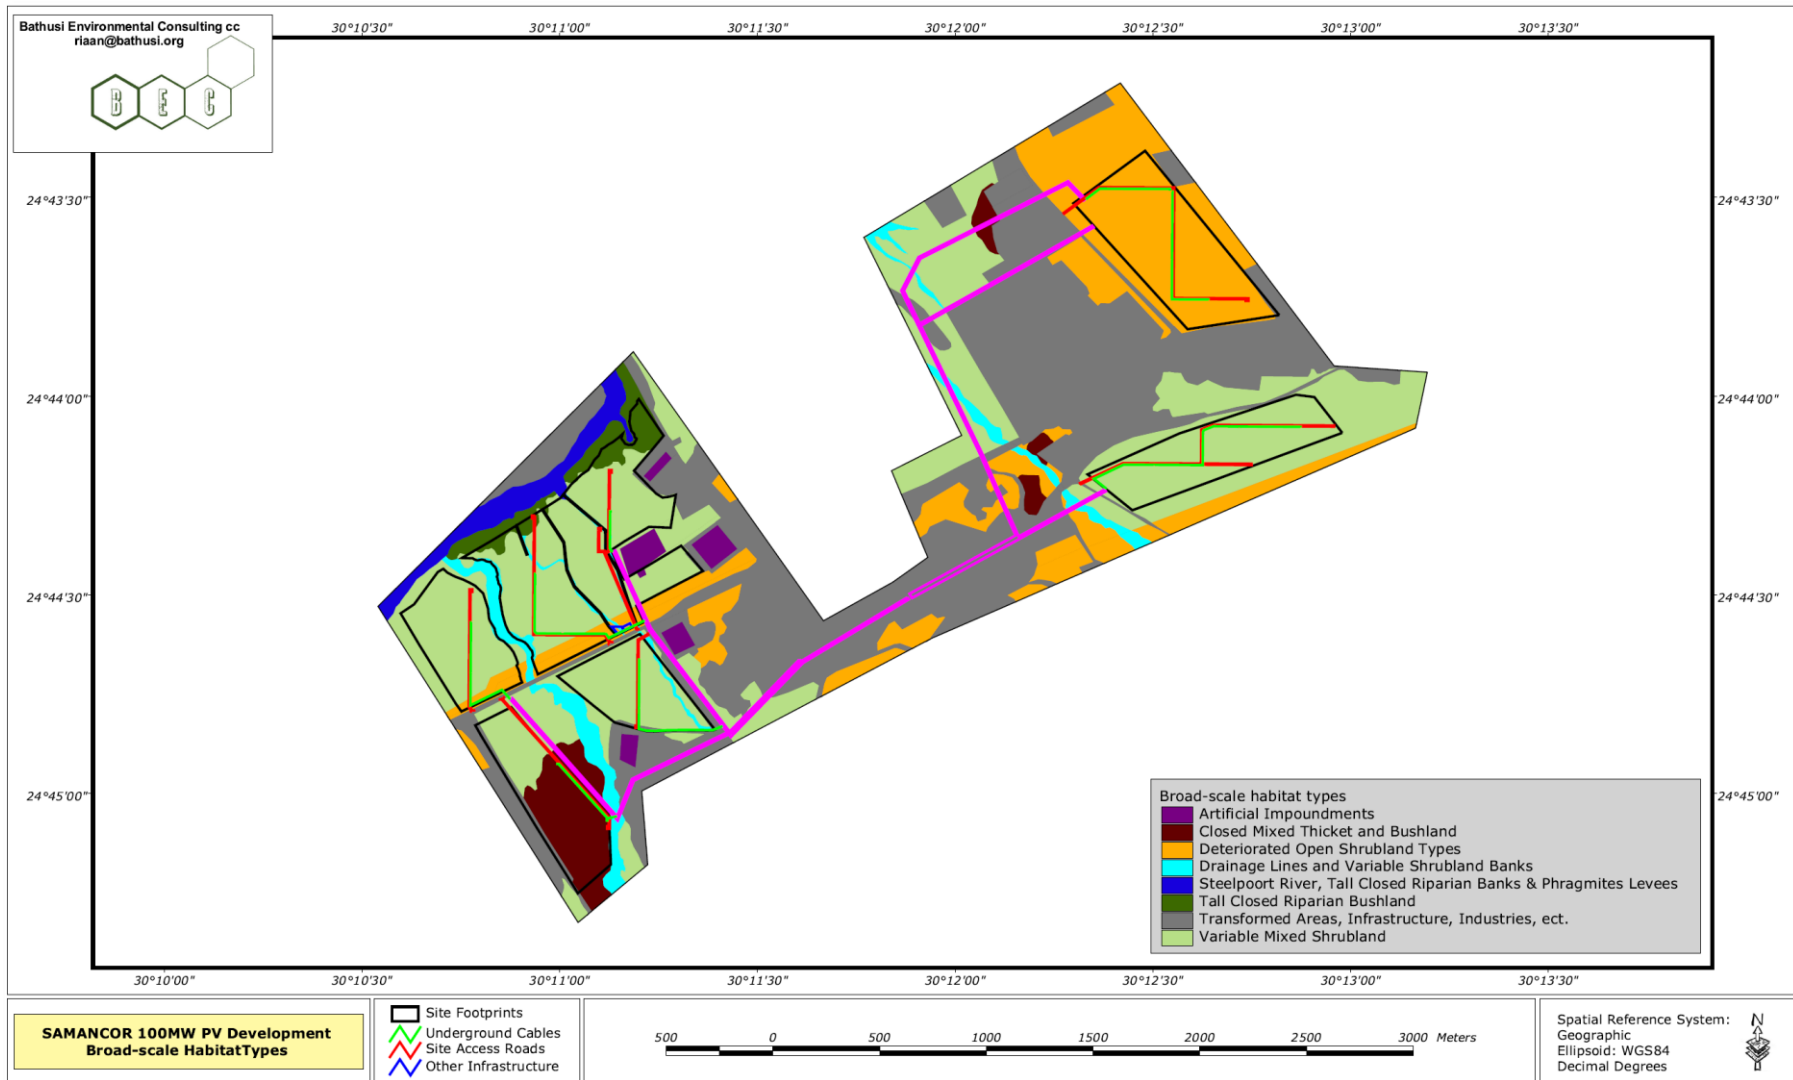 Bathusi Environmental Consulting cc
riaan@bathusi.org
B E C
30°10'30" 30°11'00" 30°11'30" 30°12'00" 30°12'30" 30°13'00" 30°13'30"
24°43'30" 24°43'30"
24°44'00" 24°44'00"
24°44'30" 24°44'30"
24°45'00" 24°45'00"
Broad-scale habitat types
Artificial Impoundments
Closed Mixed Thicket and Bushland
Deteriorated Open Shrubland Types
Drainage Lines and Variable Shrubland Banks
Steelpoort River, Tall Closed Riparian Banks & Phragmites Levees
Tall Closed Riparian Bushland
Transformed Areas, Infrastructure, Industries, ect.
Variable Mixed Shrubland
30°10'00" 30°10'30" 30°11'00" 30°11'30" 30°12'00" 30°12'30" 30°13'00" 30°13'30"
SAMANCOR 100MW PV Development
Broad-scale HabitatTypes
Site Footprints
Underground Cables
Site Access Roads
Other Infrastructure
500 0 500 1000 1500 2000 2500 3000 Meters
Spatial Reference System:
Geographic
Ellipsoid: WGS84
Decimal Degrees
N